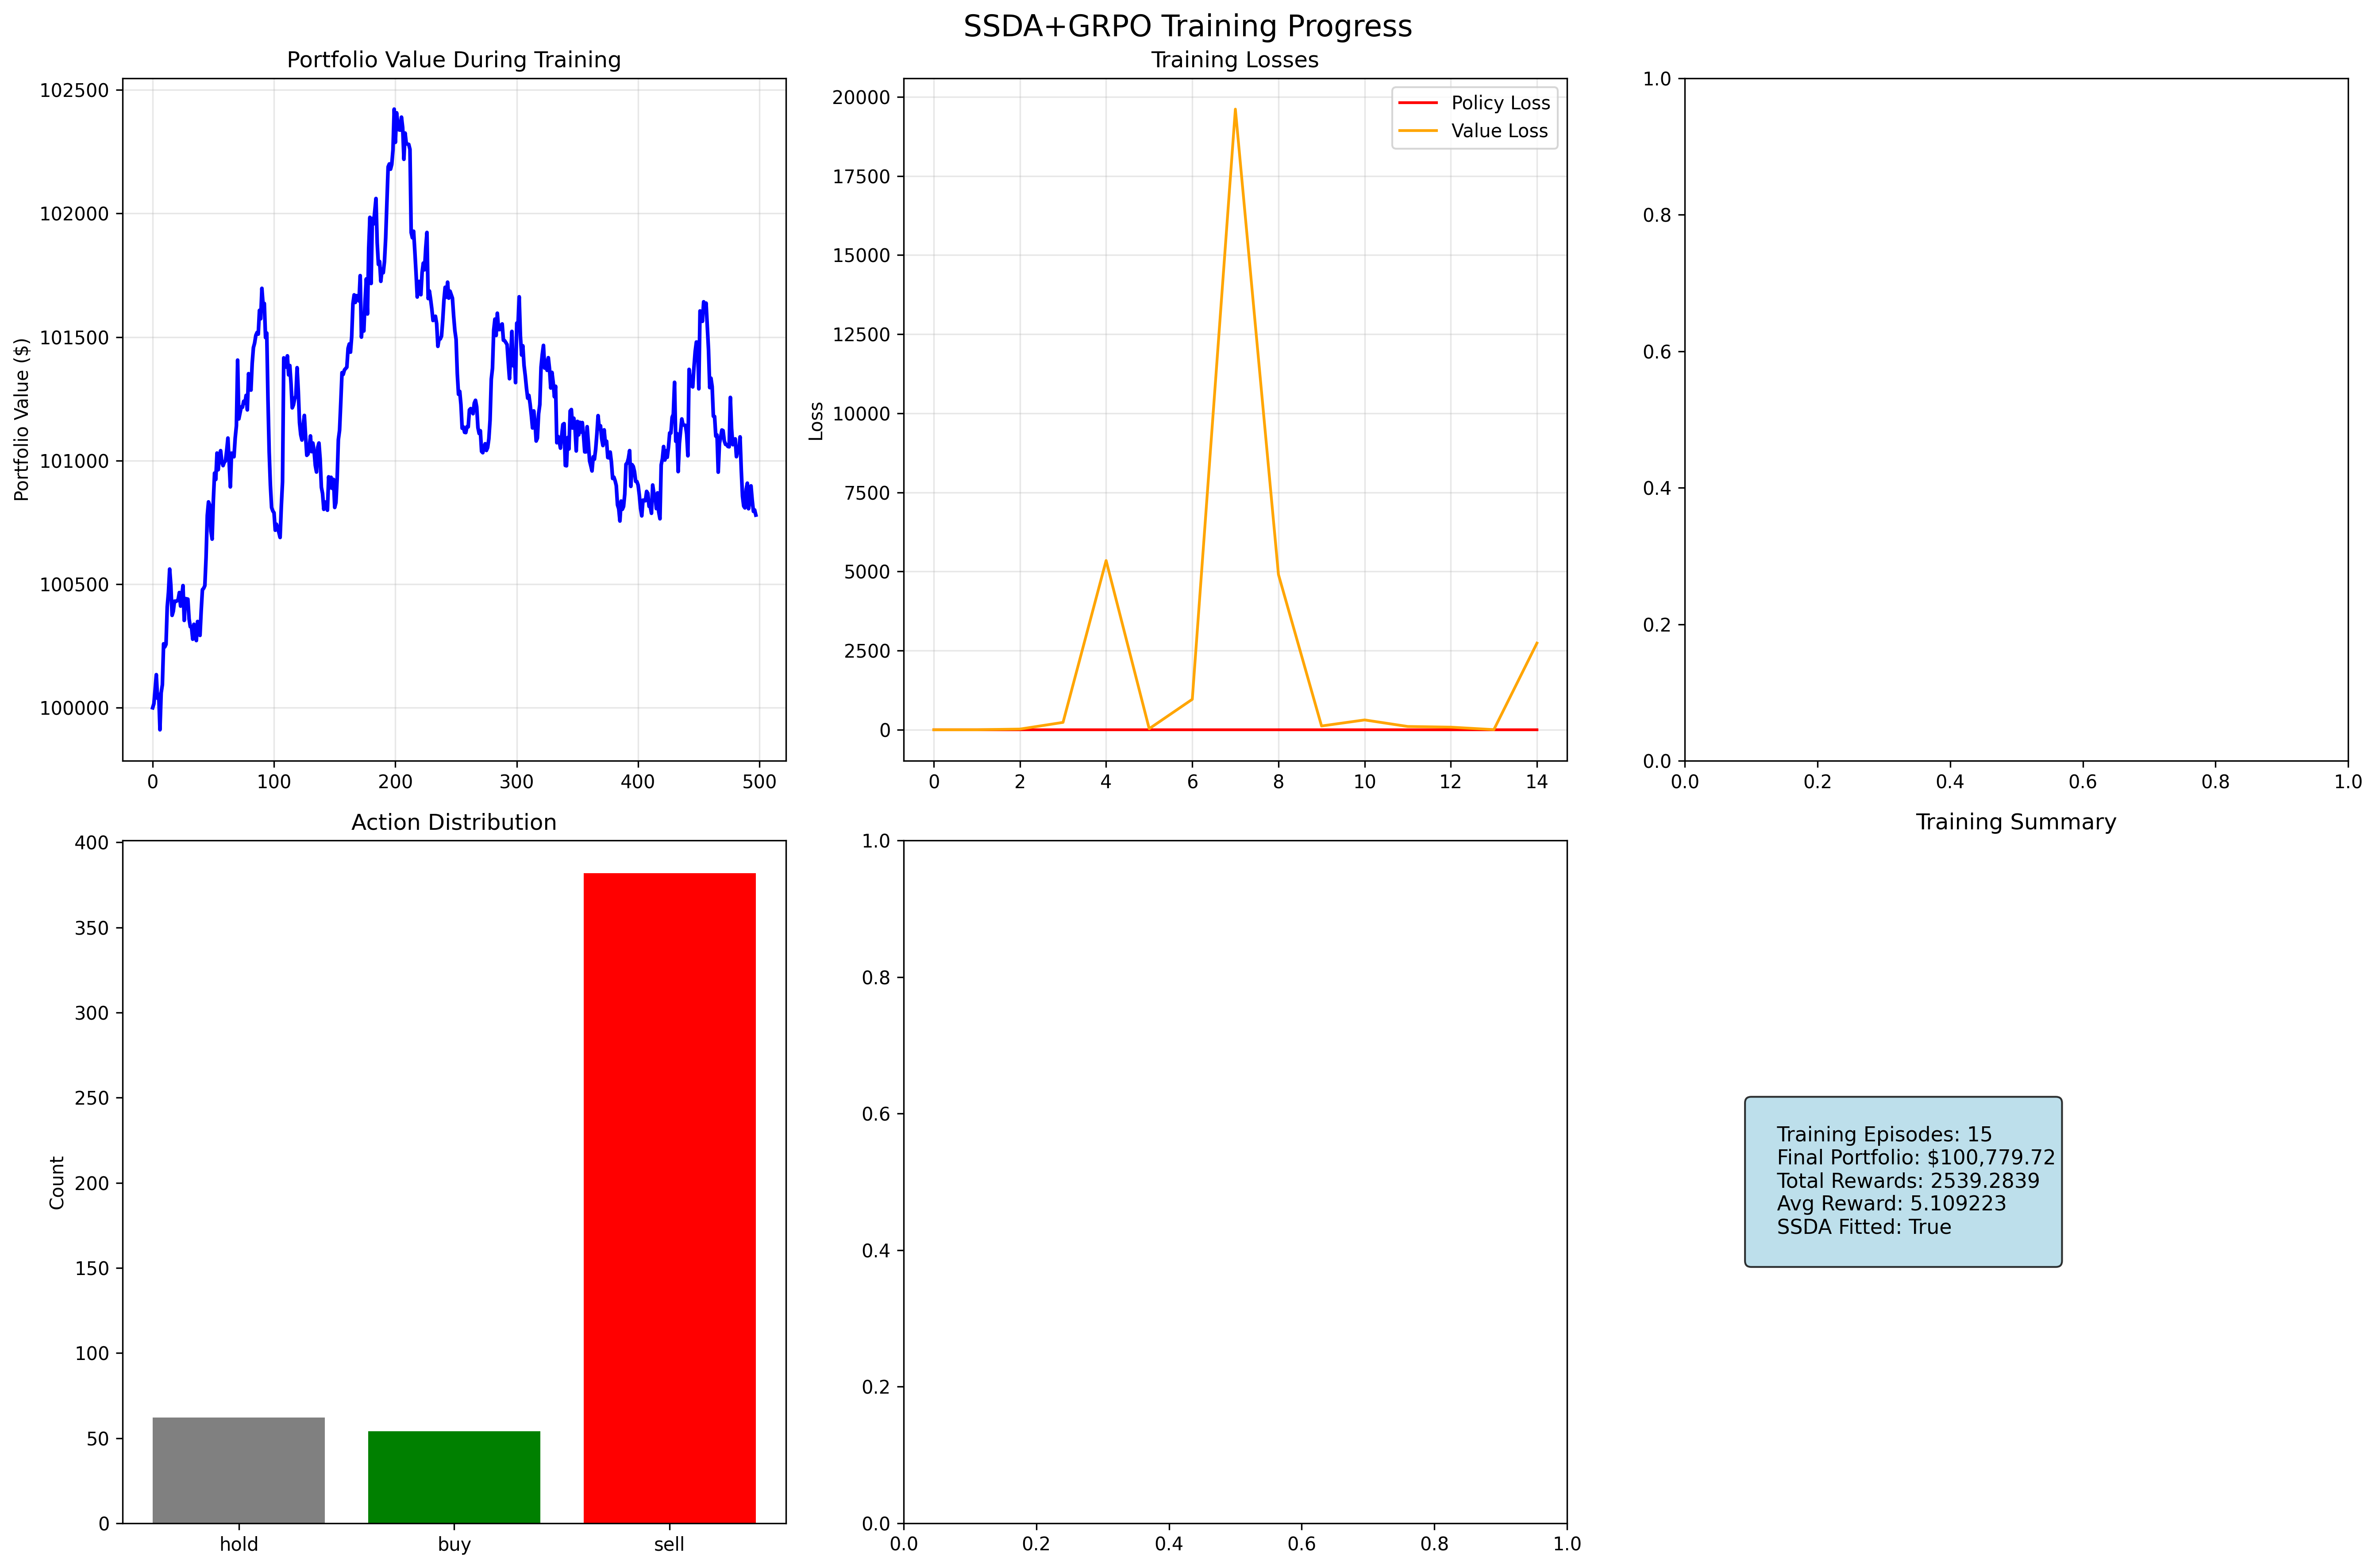 SSDA+GRPO Training Progress
Portfolio Value During Training
Portfolio Value ($)
102500
102000
101500
101000
100500
100000
0 100 200 300 400 500
Training Losses
Loss
20000
17500
15000
12500
10000
7500
5000
2500
0
Policy Loss
Value Loss
0 2 4 6 8 10 12 14
1.0
0.8
0.6
0.4
0.2
0.0
0.0 0.2 0.4 0.6 0.8 1.0
Action Distribution
Count
400
350
300
250
200
150
100
50
0
hold buy sell
1.0
0.8
0.6
0.4
0.2
0.0
0.0 0.2 0.4 0.6 0.8 1.0
Training Summary
Training Episodes: 15
Final Portfolio: $100,779.72
Total Rewards: 2539.2839
Avg Reward: 5.109223
SSDA Fitted: True